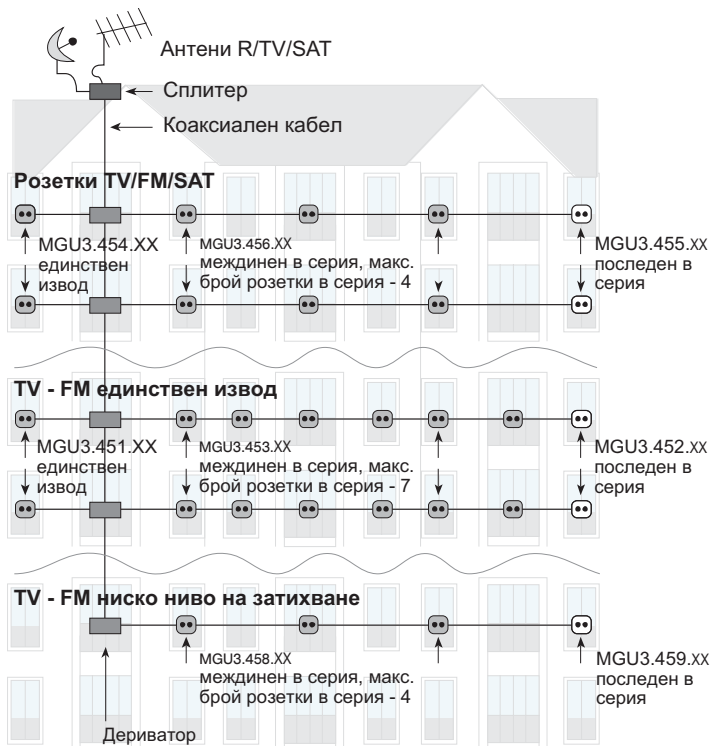 Антени R/TV/SAT
Сплитер
Коаксиален кабел
Розетки TV/FM/SAT
MGU3.454.XX
единствен
извод
MGU3.456.XX
междинен в серия, макс.
брой розетки в серия - 4
MGU3.455.XX
последен в
серия
TV - FM единствен извод
MGU3.451.XX
единствен
извод
MGU3.453.XX
междинен в серия, макс.
брой розетки в серия - 7
MGU3.452.XX
последен в
серия
TV - FM ниско ниво на затихване
MGU3.458.XX
междинен в серия, макс.
брой розетки в серия - 4
MGU3.459.XX
последен в
серия
Дериватор